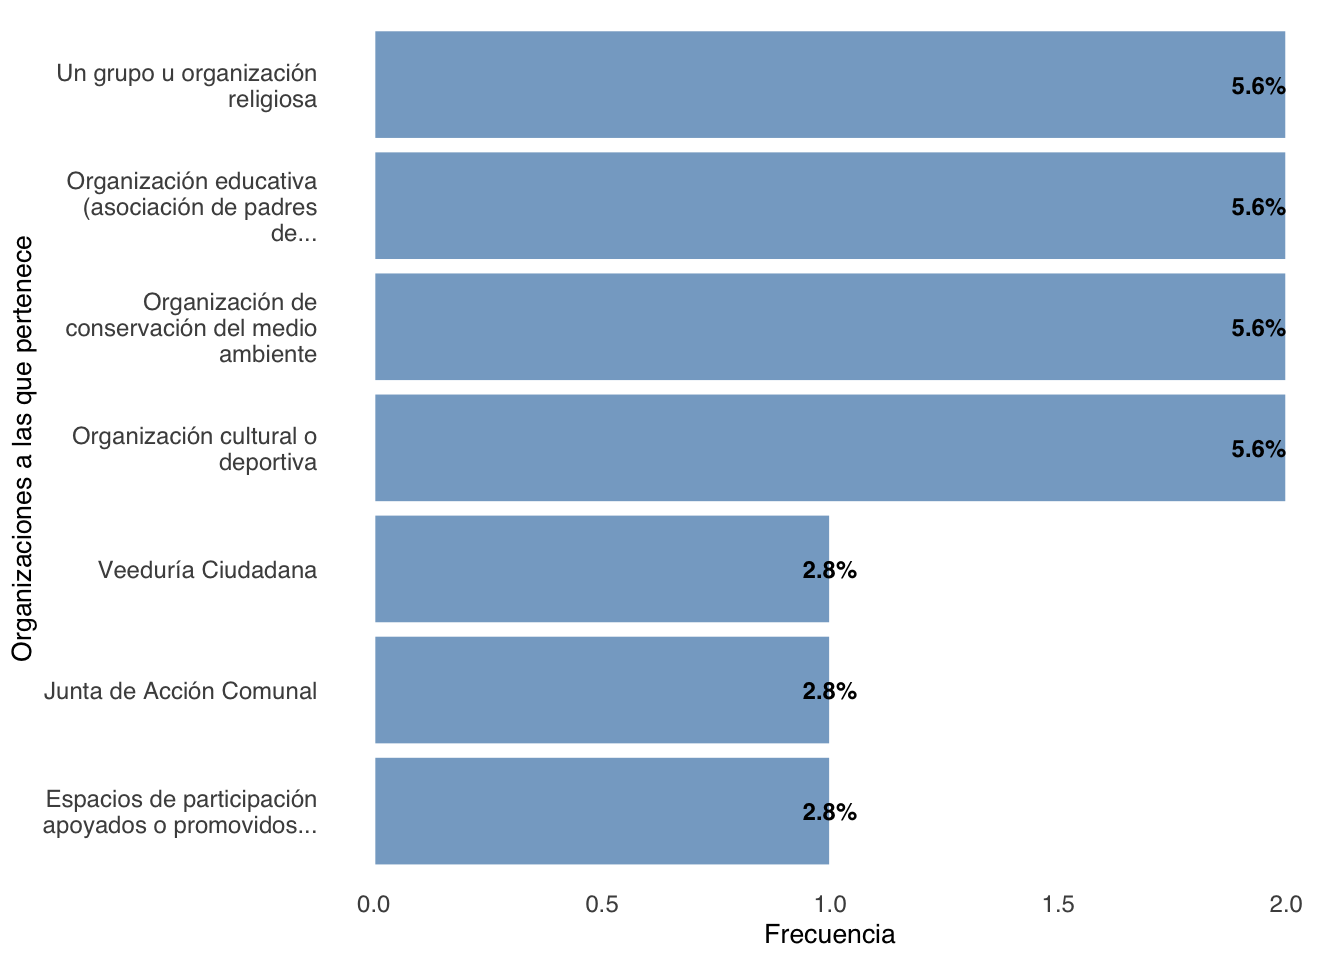 Un grupo u organización
religiosa
5.6%
Organización educativa
(asociación de padres
de...
5.6%
Organización de
conservación del medio
ambiente
5.6%
Organización cultural o
deportiva
5.6%
Veeduría Ciudadana
2.8%
Junta de Acción Comunal
2.8%
Espacios de participación
apoyados o promovidos...
2.8%
Organizaciones a las que pertenece
0.0 0.5 1.0 1.5 2.0
Frecuencia